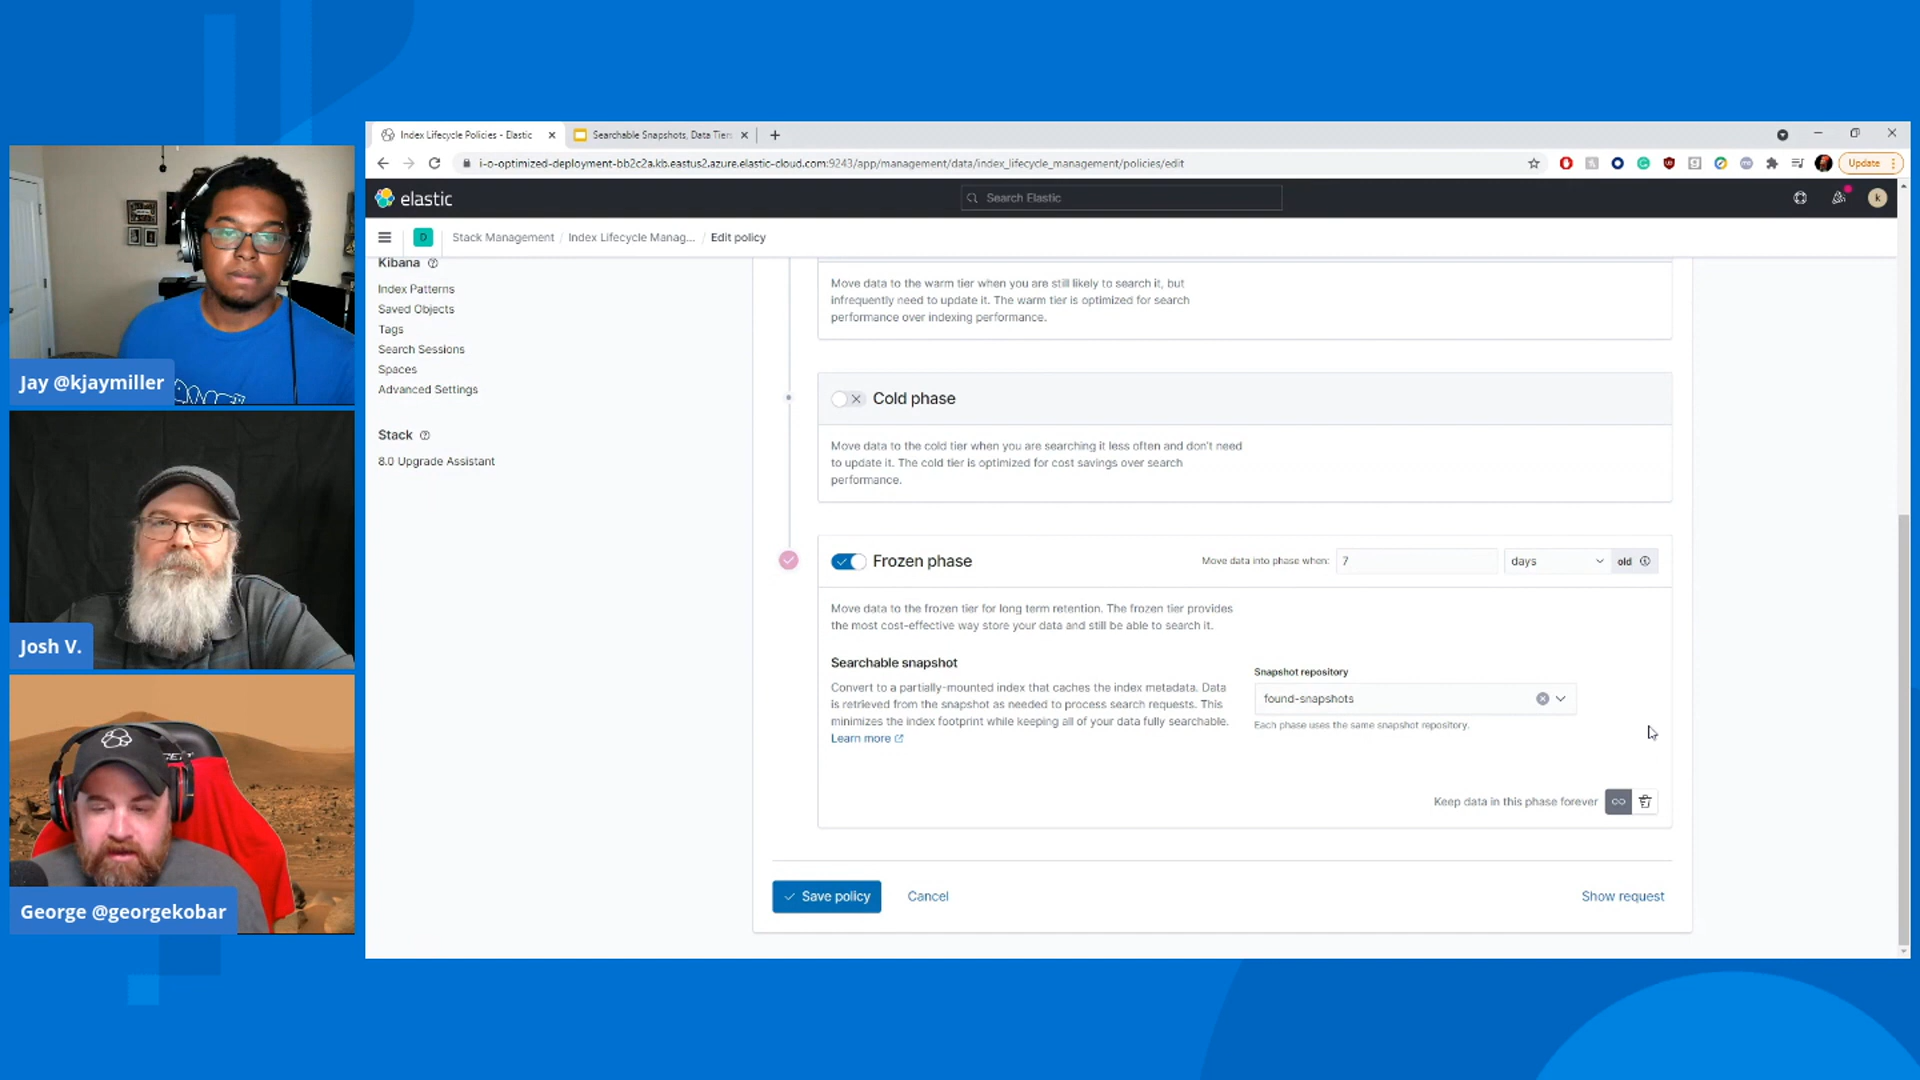 Jay @kjaymiller
Josh V.
George @georgekobar
Index Lifecycle Policies - Elastic
Searchable Snapshots, Data Tier
i-o-optimized-deployment-bb2c2a.kb.eastus2.azure.elastic-cloud.com:9243/app/management/data/index_lifecycle_management/policies/edit
Update
elastic
Search Elastic
k
D
Stack Management / Index Lifecycle Manag... / Edit policy
Kibana
Index Patterns
Saved Objects
Tags
Search Sessions
Spaces
Advanced Settings
Stack
8.0 Upgrade Assistant
Move data to the warm tier when you are still likely to search it, but
infrequently need to update it. The warm tier is optimized for search
performance over indexing performance.
Cold phase
Move data to the cold tier when you are searching it less often and don't need
to update it. The cold tier is optimized for cost savings over search
performance.
Frozen phase
Move data into phase when: 7 days old
Move data to the frozen tier for long term retention. The frozen tier provides
the most cost-effective way store your data and still be able to search it.
Searchable snapshot
Convert to a partially-mounted index that caches the index metadata. Data
is retrieved from the snapshot as needed to process search requests. This
minimizes the index footprint while keeping all of your data fully searchable.
Learn more
Snapshot repository
found-snapshots
Each phase uses the same snapshot repository.
Keep data in this phase forever
Save policy
Cancel
Show request